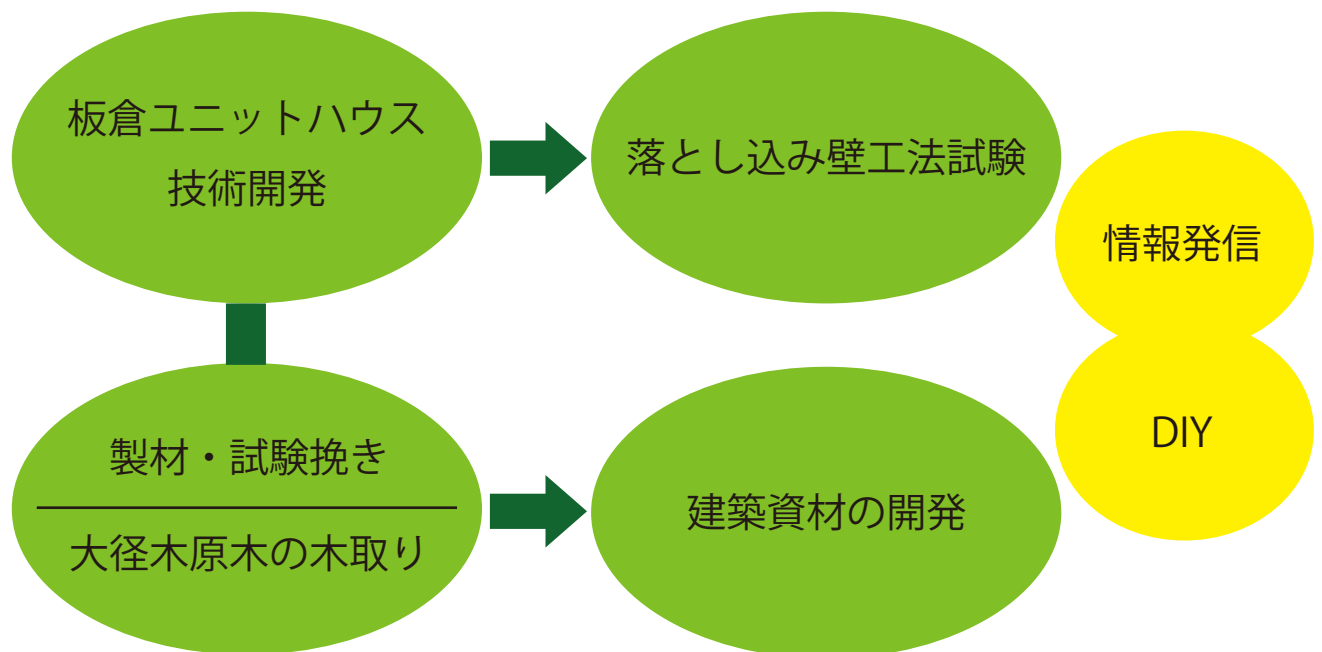 板倉ユニットハウス
技術開発
落とし込み壁工法試験
情報発信
製材・試験挽き
大径木原木の木取り
建築資材の開発
DIY